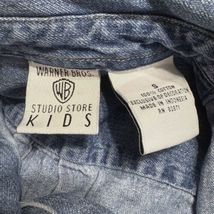 WARNER BROS.
WB
STUDIO STORE
KIDS
S
100% COTTON
EXCLUSIVE OF DECORATION
MADE IN INDONESIA